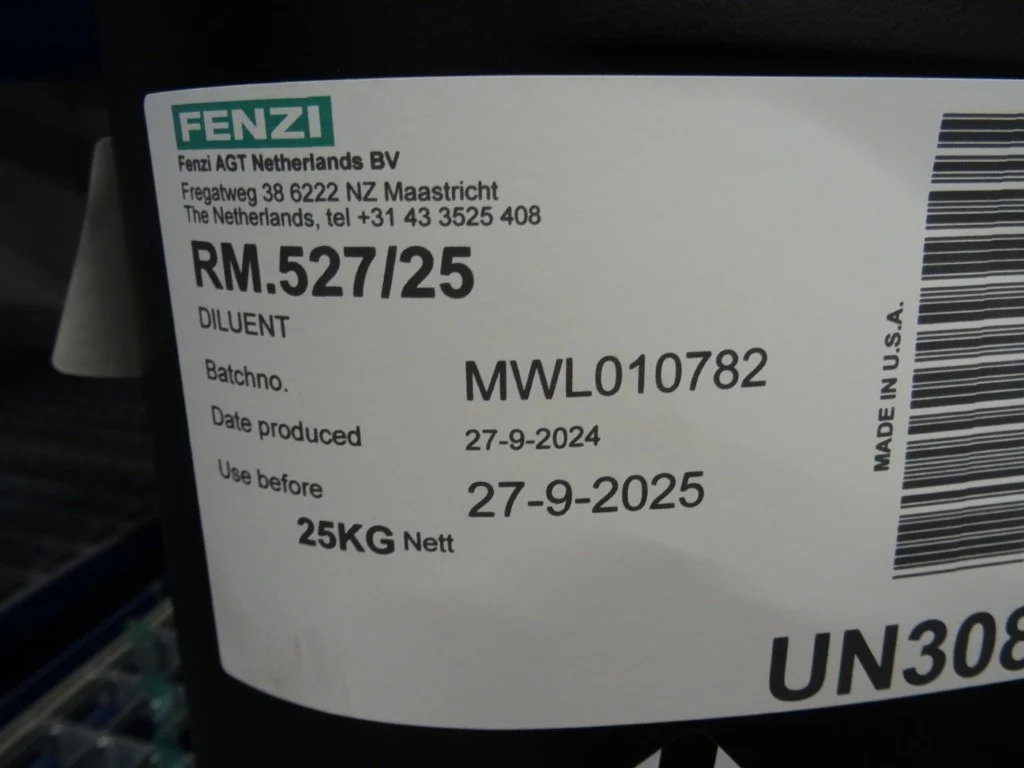 FENZI
Fenzi AGT Netherlands BV
Fregatweg 38 6222 NZ Maastricht
The Netherlands, tel +31 43 3525 408
RM.527/25
DILUENT
Batchno. MWL010782
Date produced 27-9-2024
Use before 27-9-2025
25KG Nett
MADE IN U.S.A.